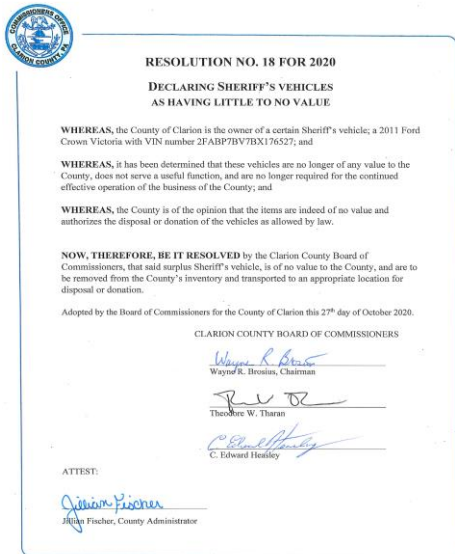 COMMISSIONERS OFFICE
CLARION COUNTY, PA
RESOLUTION NO. 18 FOR 2020
DECLARING SHERIFF'S VEHICLES
AS HAVING LITTLE TO NO VALUE
WHEREAS, the County of Clarion is the owner of a certain Sheriff's vehicle; a 2011 Ford
Crown Victoria with VIN number 2FABP7BV7BX176527; and
WHEREAS, it has been determined that these vehicles are no longer of any value to the
County, does not serve a useful function, and are no longer required for the continued
effective operation of the business of the County; and
WHEREAS, the County is of the opinion that the items are indeed of no value and
authorizes the disposal or donation of the vehicles as allowed by law.
NOW, THEREFORE, BE IT RESOLVED by the Clarion County Board of
Commissioners, that said surplus Sheriff's vehicle, is of no value to the County, and are to
be removed from the County's inventory and transported to an appropriate location for
disposal or donation.
Adopted by the Board of Commissioners for the County of Clarion this 27th day of October 2020.
CLARION COUNTY BOARD OF COMMISSIONERS
Wayne R. Brosius
Wayne R. Brosius, Chairman
Theodore W. Tharan
C. Edward Heasley
C. Edward Heasley
ATTEST:
Jillian Fischer
Jillian Fischer, County Administrator